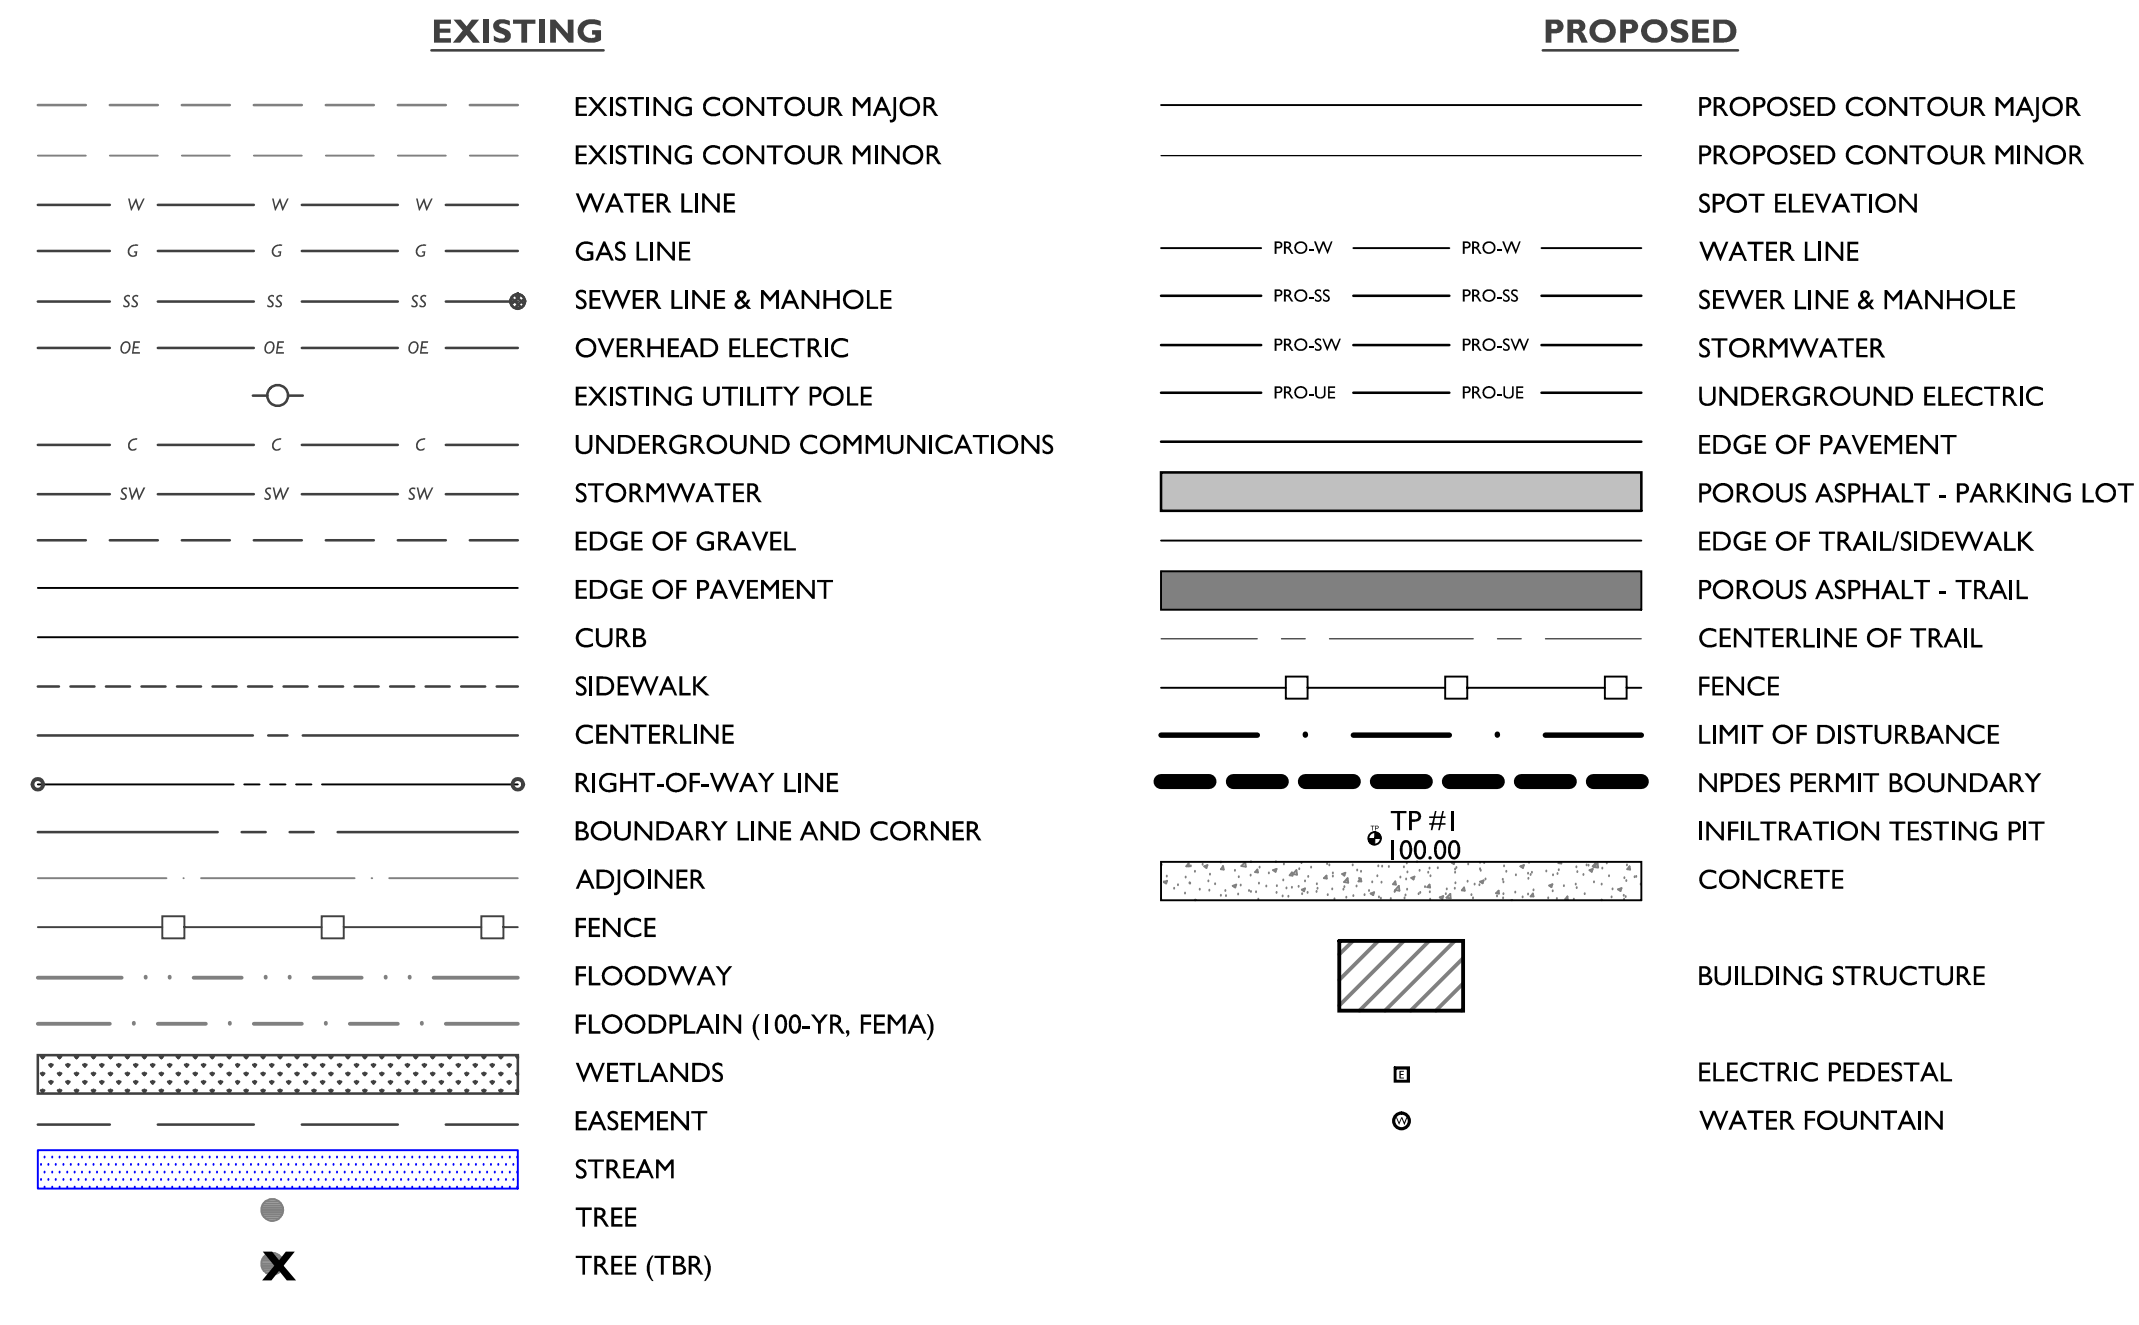 EXISTING
EXISTING CONTOUR MAJOR
EXISTING CONTOUR MINOR
W W W WATER LINE
G G G GAS LINE
SS SS SS SEWER LINE & MANHOLE
OE OE OE OVERHEAD ELECTRIC
EXISTING UTILITY POLE
C C C UNDERGROUND COMMUNICATIONS
SW SW SW STORMWATER
EDGE OF GRAVEL
EDGE OF PAVEMENT
CURB
SIDEWALK
CENTERLINE
RIGHT-OF-WAY LINE
BOUNDARY LINE AND CORNER
ADJOINER
FENCE
FLOODWAY
FLOODPLAIN (100-YR, FEMA)
WETLANDS
EASEMENT
STREAM
TREE
X TREE (TBR)
PROPOSED
PROPOSED CONTOUR MAJOR
PROPOSED CONTOUR MINOR
SPOT ELEVATION
PRO-W PRO-W WATER LINE
PRO-SS PRO-SS SEWER LINE & MANHOLE
PRO-SW PRO-SW STORMWATER
PRO-UE PRO-UE UNDERGROUND ELECTRIC
EDGE OF PAVEMENT
POROUS ASPHALT - PARKING LOT
EDGE OF TRAIL/SIDEWALK
POROUS ASPHALT - TRAIL
CENTERLINE OF TRAIL
FENCE
LIMIT OF DISTURBANCE
NPDES PERMIT BOUNDARY
TP TP #1
100.00
INFILTRATION TESTING PIT
CONCRETE
BUILDING STRUCTURE
E ELECTRIC PEDESTAL
W WATER FOUNTAIN